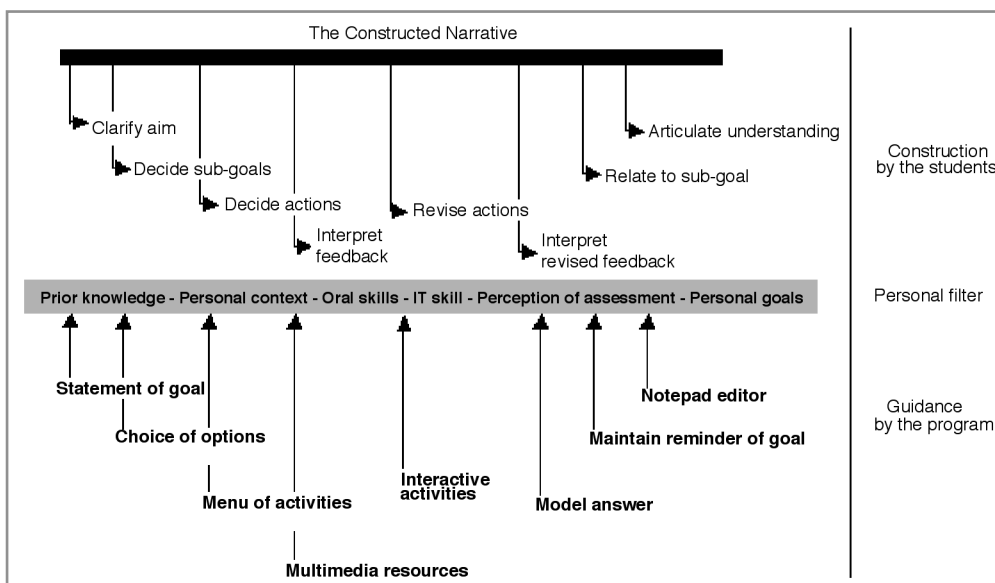 The Constructed Narrative
Clarify aim
Articulate understanding
Construction
by the students
Decide sub-goals
Relate to sub-goal
Decide actions
Revise actions
Interpret
feedback
Interpret
revised feedback
Prior knowledge - Personal context - Oral skills - IT skill - Perception of assessment - Personal goals
Personal filter
Statement of goal
Notepad editor
Guidance
by the program
Choice of options
Maintain reminder of goal
Interactive
activities
Menu of activities
Model answer
Multimedia resources